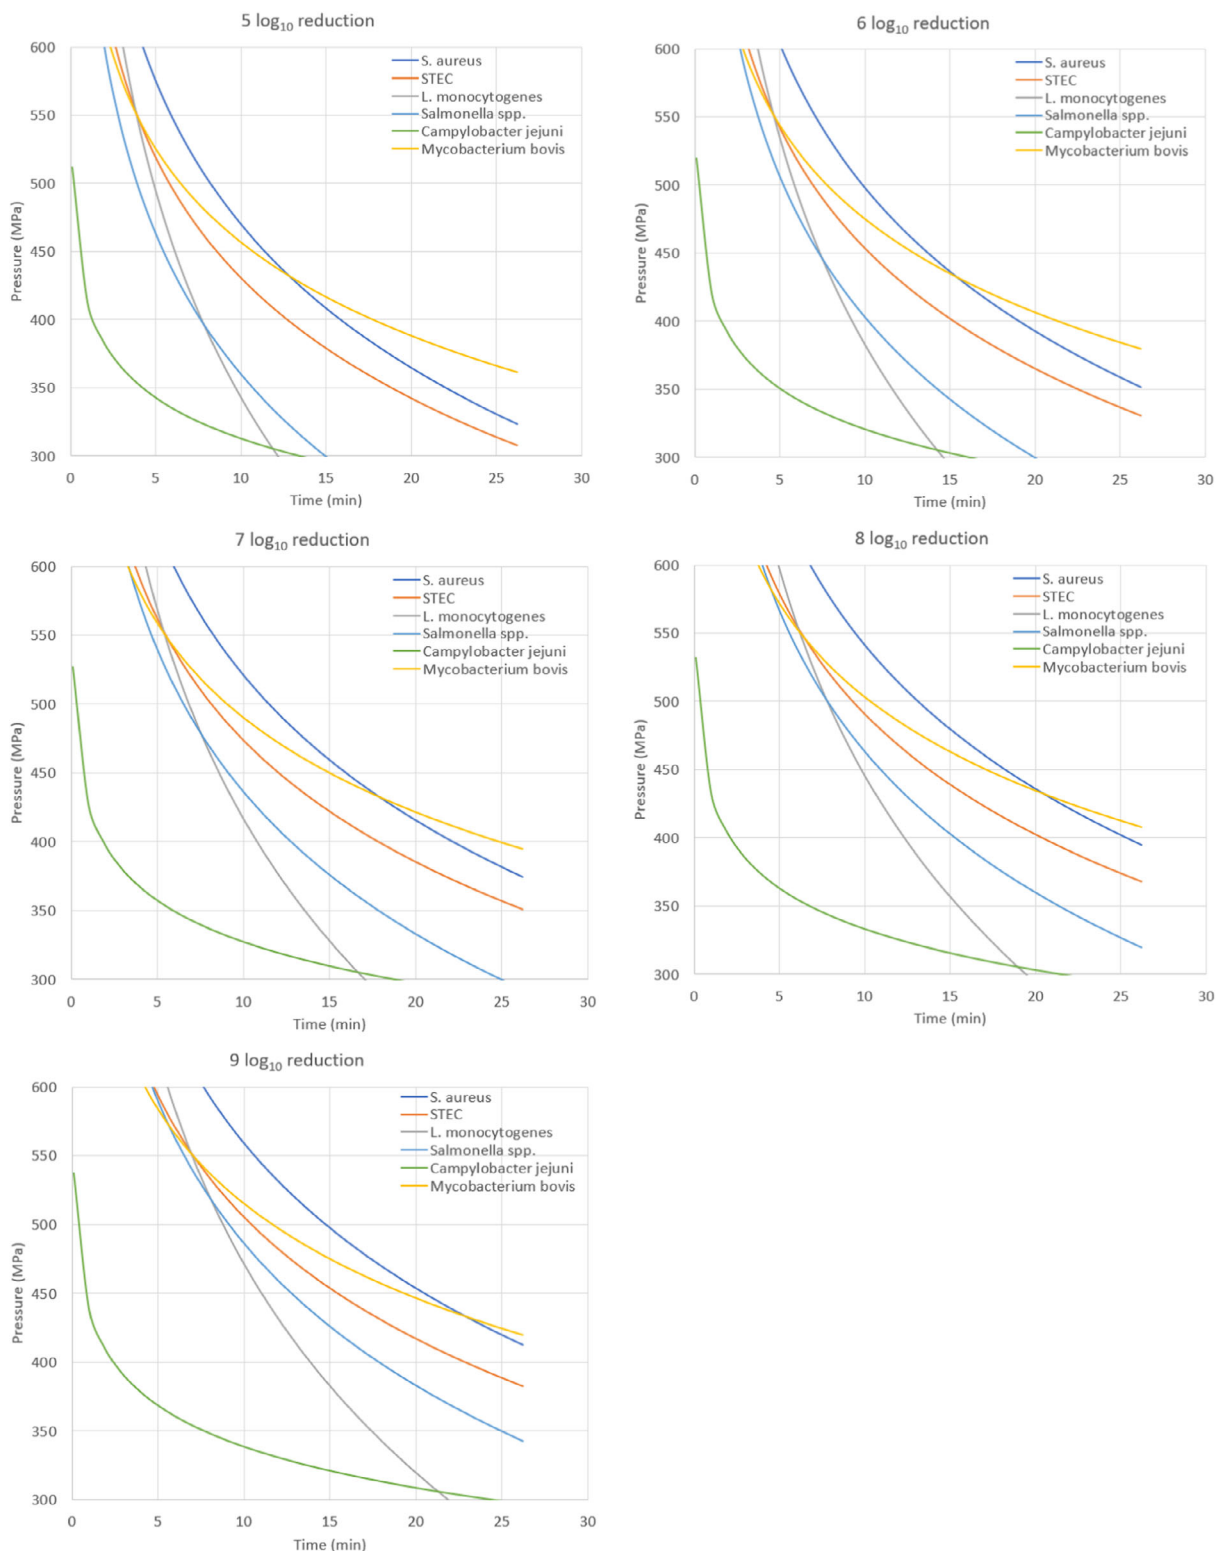 5 log₁₀ reduction
600
550
500
450
400
350
300
Pressure (MPa)
0 5 10 15 20 25 30
Time (min)
S. aureus
STEC
L. monocytogenes
Salmonella spp.
Campylobacter jejuni
Mycobacterium bovis
6 log₁₀ reduction
600
550
500
450
400
350
300
Pressure (MPa)
0 5 10 15 20 25 30
Time (min)
S. aureus
STEC
L. monocytogenes
Salmonella spp.
Campylobacter jejuni
Mycobacterium bovis
7 log₁₀ reduction
600
550
500
450
400
350
300
Pressure (MPa)
0 5 10 15 20 25 30
Time (min)
S. aureus
STEC
L. monocytogenes
Salmonella spp.
Campylobacter jejuni
Mycobacterium bovis
8 log₁₀ reduction
600
550
500
450
400
350
300
Pressure (MPa)
0 5 10 15 20 25 30
Time (min)
S. aureus
STEC
L. monocytogenes
Salmonella spp.
Campylobacter jejuni
Mycobacterium bovis
9 log₁₀ reduction
600
550
500
450
400
350
300
Pressure (MPa)
0 5 10 15 20 25 30
Time (min)
S. aureus
STEC
L. monocytogenes
Salmonella spp.
Campylobacter jejuni
Mycobacterium bovis